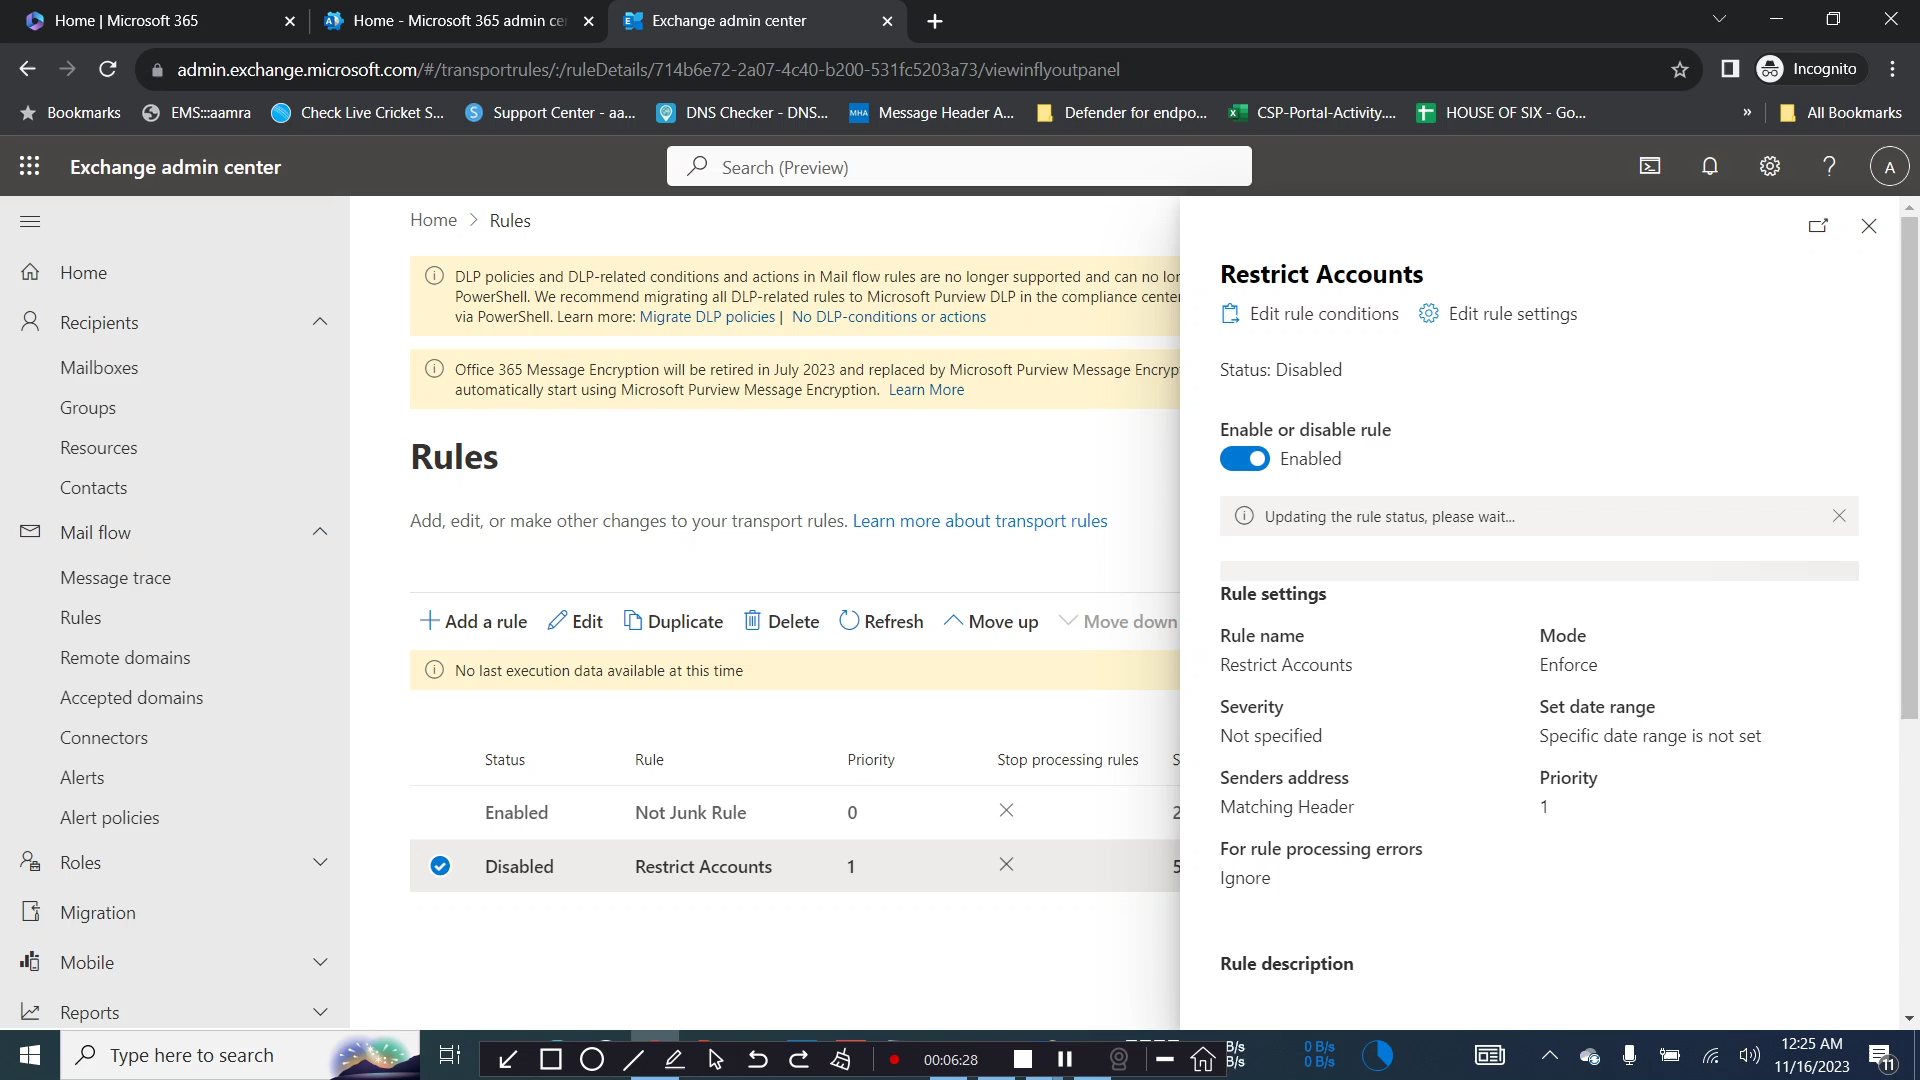 Home | Microsoft 365
Home - Microsoft 365 admin ce
Exchange admin center
admin.exchange.microsoft.com/#/transportrules/:/ruleDetails/714b6e72-2a07-4c40-b200-531fc5203a73/viewinflyoutpanel
Incognito
Bookmarks
EMS:::aamra
Check Live Cricket S...
Support Center - aa...
DNS Checker - DNS...
MHA
Message Header A...
Defender for endpo...
CSP-Portal-Activity....
HOUSE OF SIX - Go...
»
All Bookmarks
Exchange admin center
Search (Preview)
A
Home
Recipients
Mailboxes
Groups
Resources
Contacts
Mail flow
Message trace
Rules
Remote domains
Accepted domains
Connectors
Alerts
Alert policies
Roles
Migration
Mobile
Reports
Home > Rules
DLP policies and DLP-related conditions and actions in Mail flow rules are no longer supported and can no lon
PowerShell. We recommend migrating all DLP-related rules to Microsoft Purview DLP in the compliance center
via PowerShell. Learn more: Migrate DLP policies | No DLP-conditions or actions
Office 365 Message Encryption will be retired in July 2023 and replaced by Microsoft Purview Message Encryp
automatically start using Microsoft Purview Message Encryption. Learn More
Rules
Add, edit, or make other changes to your transport rules. Learn more about transport rules
Add a rule
Edit
Duplicate
Delete
Refresh
Move up
Move down
No last execution data available at this time
Status
Rule
Priority
Stop processing rules
S
Enabled
Not Junk Rule
0
2
Disabled
Restrict Accounts
1
5
Restrict Accounts
Edit rule conditions
Edit rule settings
Status: Disabled
Enable or disable rule
Enabled
Updating the rule status, please wait...
Rule settings
Rule name
Restrict Accounts
Mode
Enforce
Severity
Not specified
Set date range
Specific date range is not set
Senders address
Matching Header
Priority
1
For rule processing errors
Ignore
Rule description
Type here to search
00:06:28
B/s
B/s
0 B/s
0 B/s
12:25 AM
11/16/2023
11